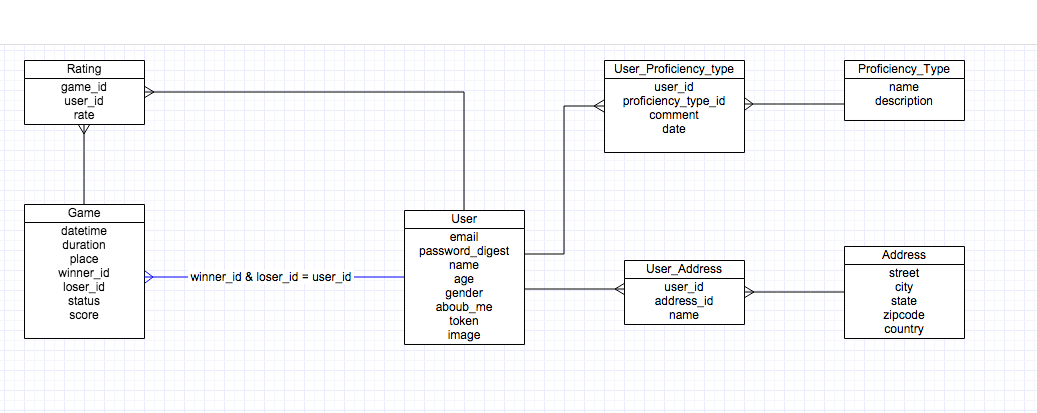 Rating
game_id
user_id
rate
User_Proficiency_type
user_id
proficiency_type_id
comment
date
Proficiency_Type
name
description
Game
datetime
duration
place
winner_id
loser_id
status
score
winner_id & loser_id = user_id
User
email
password_digest
name
age
gender
aboub_me
token
image
User_Address
user_id
address_id
name
Address
street
city
state
zipcode
country